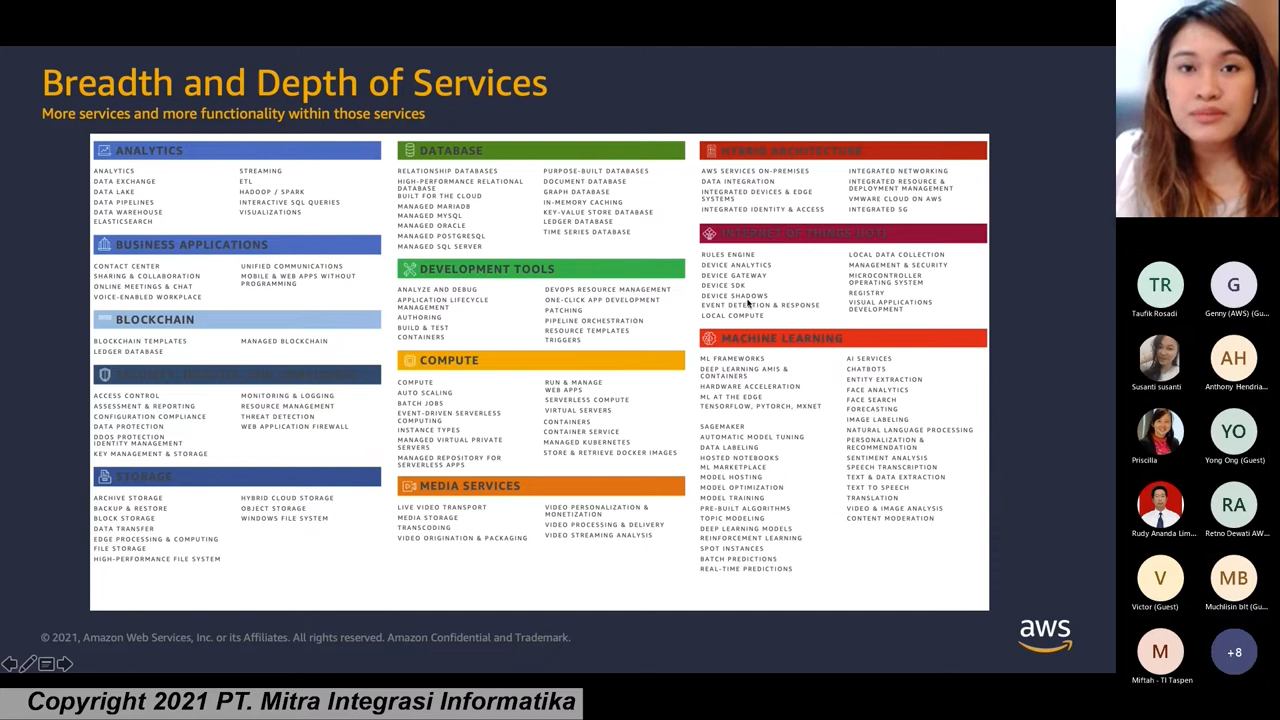 Breadth and Depth of Services
More services and more functionality within those services
ANALYTICS
ANALYTICS
DATA EXCHANGE
DATA LAKE
DATA PIPELINES
DATA WAREHOUSE
ELASTICSEARCH
STREAMING
ETL
HADOOP / SPARK
INTERACTIVE SQL QUERIES
VISUALIZATIONS
BUSINESS APPLICATIONS
CONTACT CENTER
SHARING & COLLABORATION
ONLINE MEETINGS & CHAT
VOICE-ENABLED WORKPLACE
UNIFIED COMMUNICATIONS
MOBILE & WEB APPS WITHOUT
PROGRAMMING
BLOCKCHAIN
BLOCKCHAIN TEMPLATES
LEDGER DATABASE
MANAGED BLOCKCHAIN
ACCESS CONTROL
ASSESSMENT & REPORTING
CONFIGURATION COMPLIANCE
DATA PROTECTION
DDOS PROTECTION
IDENTITY MANAGEMENT
KEY MANAGEMENT & STORAGE
MONITORING & LOGGING
RESOURCE MANAGEMENT
THREAT DETECTION
WEB APPLICATION FIREWALL
STORAGE
ARCHIVE STORAGE
BACKUP & RESTORE
BLOCK STORAGE
DATA TRANSFER
EDGE PROCESSING & COMPUTING
FILE STORAGE
HIGH-PERFORMANCE FILE SYSTEM
HYBRID CLOUD STORAGE
OBJECT STORAGE
WINDOWS FILE SYSTEM
DATABASE
RELATIONSHIP DATABASES
HIGH-PERFORMANCE RELATIONAL
DATABASE
BUILT FOR THE CLOUD
MANAGED MARIADB
MANAGED MYSQL
MANAGED ORACLE
MANAGED POSTGRESQL
MANAGED SQL SERVER
PURPOSE-BUILT DATABASES
DOCUMENT DATABASE
GRAPH DATABASE
IN-MEMORY CACHING
KEY-VALUE STORE DATABASE
LEDGER DATABASE
TIME SERIES DATABASE
DEVELOPMENT TOOLS
ANALYZE AND DEBUG
APPLICATION LIFECYCLE
MANAGEMENT
AUTHORING
BUILD & TEST
CONTAINERS
DEVOPS RESOURCE MANAGEMENT
ONE-CLICK APP DEVELOPMENT
PATCHING
PIPELINE ORCHESTRATION
RESOURCE TEMPLATES
TRIGGERS
COMPUTE
COMPUTE
AUTO SCALING
BATCH JOBS
EVENT-DRIVEN SERVERLESS
COMPUTING
INSTANCE TYPES
MANAGED VIRTUAL PRIVATE
SERVERS
MANAGED REPOSITORY FOR
SERVERLESS APPS
RUN & MANAGE
WEB APPS
SERVERLESS COMPUTE
VIRTUAL SERVERS
CONTAINERS
CONTAINER SERVICE
MANAGED KUBERNETES
STORE & RETRIEVE DOCKER IMAGES
MEDIA SERVICES
LIVE VIDEO TRANSPORT
MEDIA STORAGE
TRANSCODING
VIDEO ORIGINATION & PACKAGING
VIDEO PERSONALIZATION &
MONETIZATION
VIDEO PROCESSING & DELIVERY
VIDEO STREAMING ANALYSIS
HYBRID ARCHITECTURE
AWS SERVICES ON-PREMISES
DATA INTEGRATION
INTEGRATED DEVICES & EDGE
SYSTEMS
INTEGRATED IDENTITY & ACCESS
INTEGRATED NETWORKING
INTEGRATED RESOURCE &
DEPLOYMENT MANAGEMENT
VMWARE CLOUD ON AWS
INTEGRATED SG
INTERNET OF THINGS (IOT)
RULES ENGINE
DEVICE ANALYTICS
DEVICE GATEWAY
DEVICE SDK
DEVICE SHADOWS
EVENT DETECTION & RESPONSE
LOCAL COMPUTE
LOCAL DATA COLLECTION
MANAGEMENT & SECURITY
MICROCONTROLLER
OPERATING SYSTEM
REGISTRY
VISUAL APPLICATIONS
DEVELOPMENT
MACHINE LEARNING
ML FRAMEWORKS
DEEP LEARNING AMIS &
CONTAINERS
HARDWARE ACCELERATION
ML AT THE EDGE
TENSORFLOW, PYTORCH, MXNET
SAGEMAKER
AUTOMATIC MODEL TUNING
DATA LABELING
HOSTED NOTEBOOKS
ML MARKETPLACE
MODEL HOSTING
MODEL OPTIMIZATION
MODEL TRAINING
PRE-BUILT ALGORITHMS
TOPIC MODELING
DEEP LEARNING MODELS
REINFORCEMENT LEARNING
SPOT INSTANCES
BATCH PREDICTIONS
REAL-TIME PREDICTIONS
AI SERVICES
CHATBOTS
ENTITY EXTRACTION
FACE ANALYTICS
FACE SEARCH
FORECASTING
IMAGE LABELING
NATURAL LANGUAGE PROCESSING
PERSONALIZATION &
RECOMMENDATION
SENTIMENT ANALYSIS
SPEECH TRANSCRIPTION
TEXT & DATA EXTRACTION
TEXT TO SPEECH
TRANSLATION
VIDEO & IMAGE ANALYSIS
CONTENT MODERATION
© 2021, Amazon Web Services, Inc. or its Affiliates. All rights reserved. Amazon Confidential and Trademark.
aws
Copyright 2021 PT. Mitra Integrasi Informatika
TR
Taufik Rosadi
G
Genny (AWS) (Gu...
Susanti susanti
AH
Anthony Hendria...
Priscilla
YO
Yong Ong (Guest)
Rudy Ananda Lim...
RA
Retno Dewati AW...
V
Victor (Guest)
MB
Muchlisin bIt (Gu...
M
Miftah - TI Taspen
+8